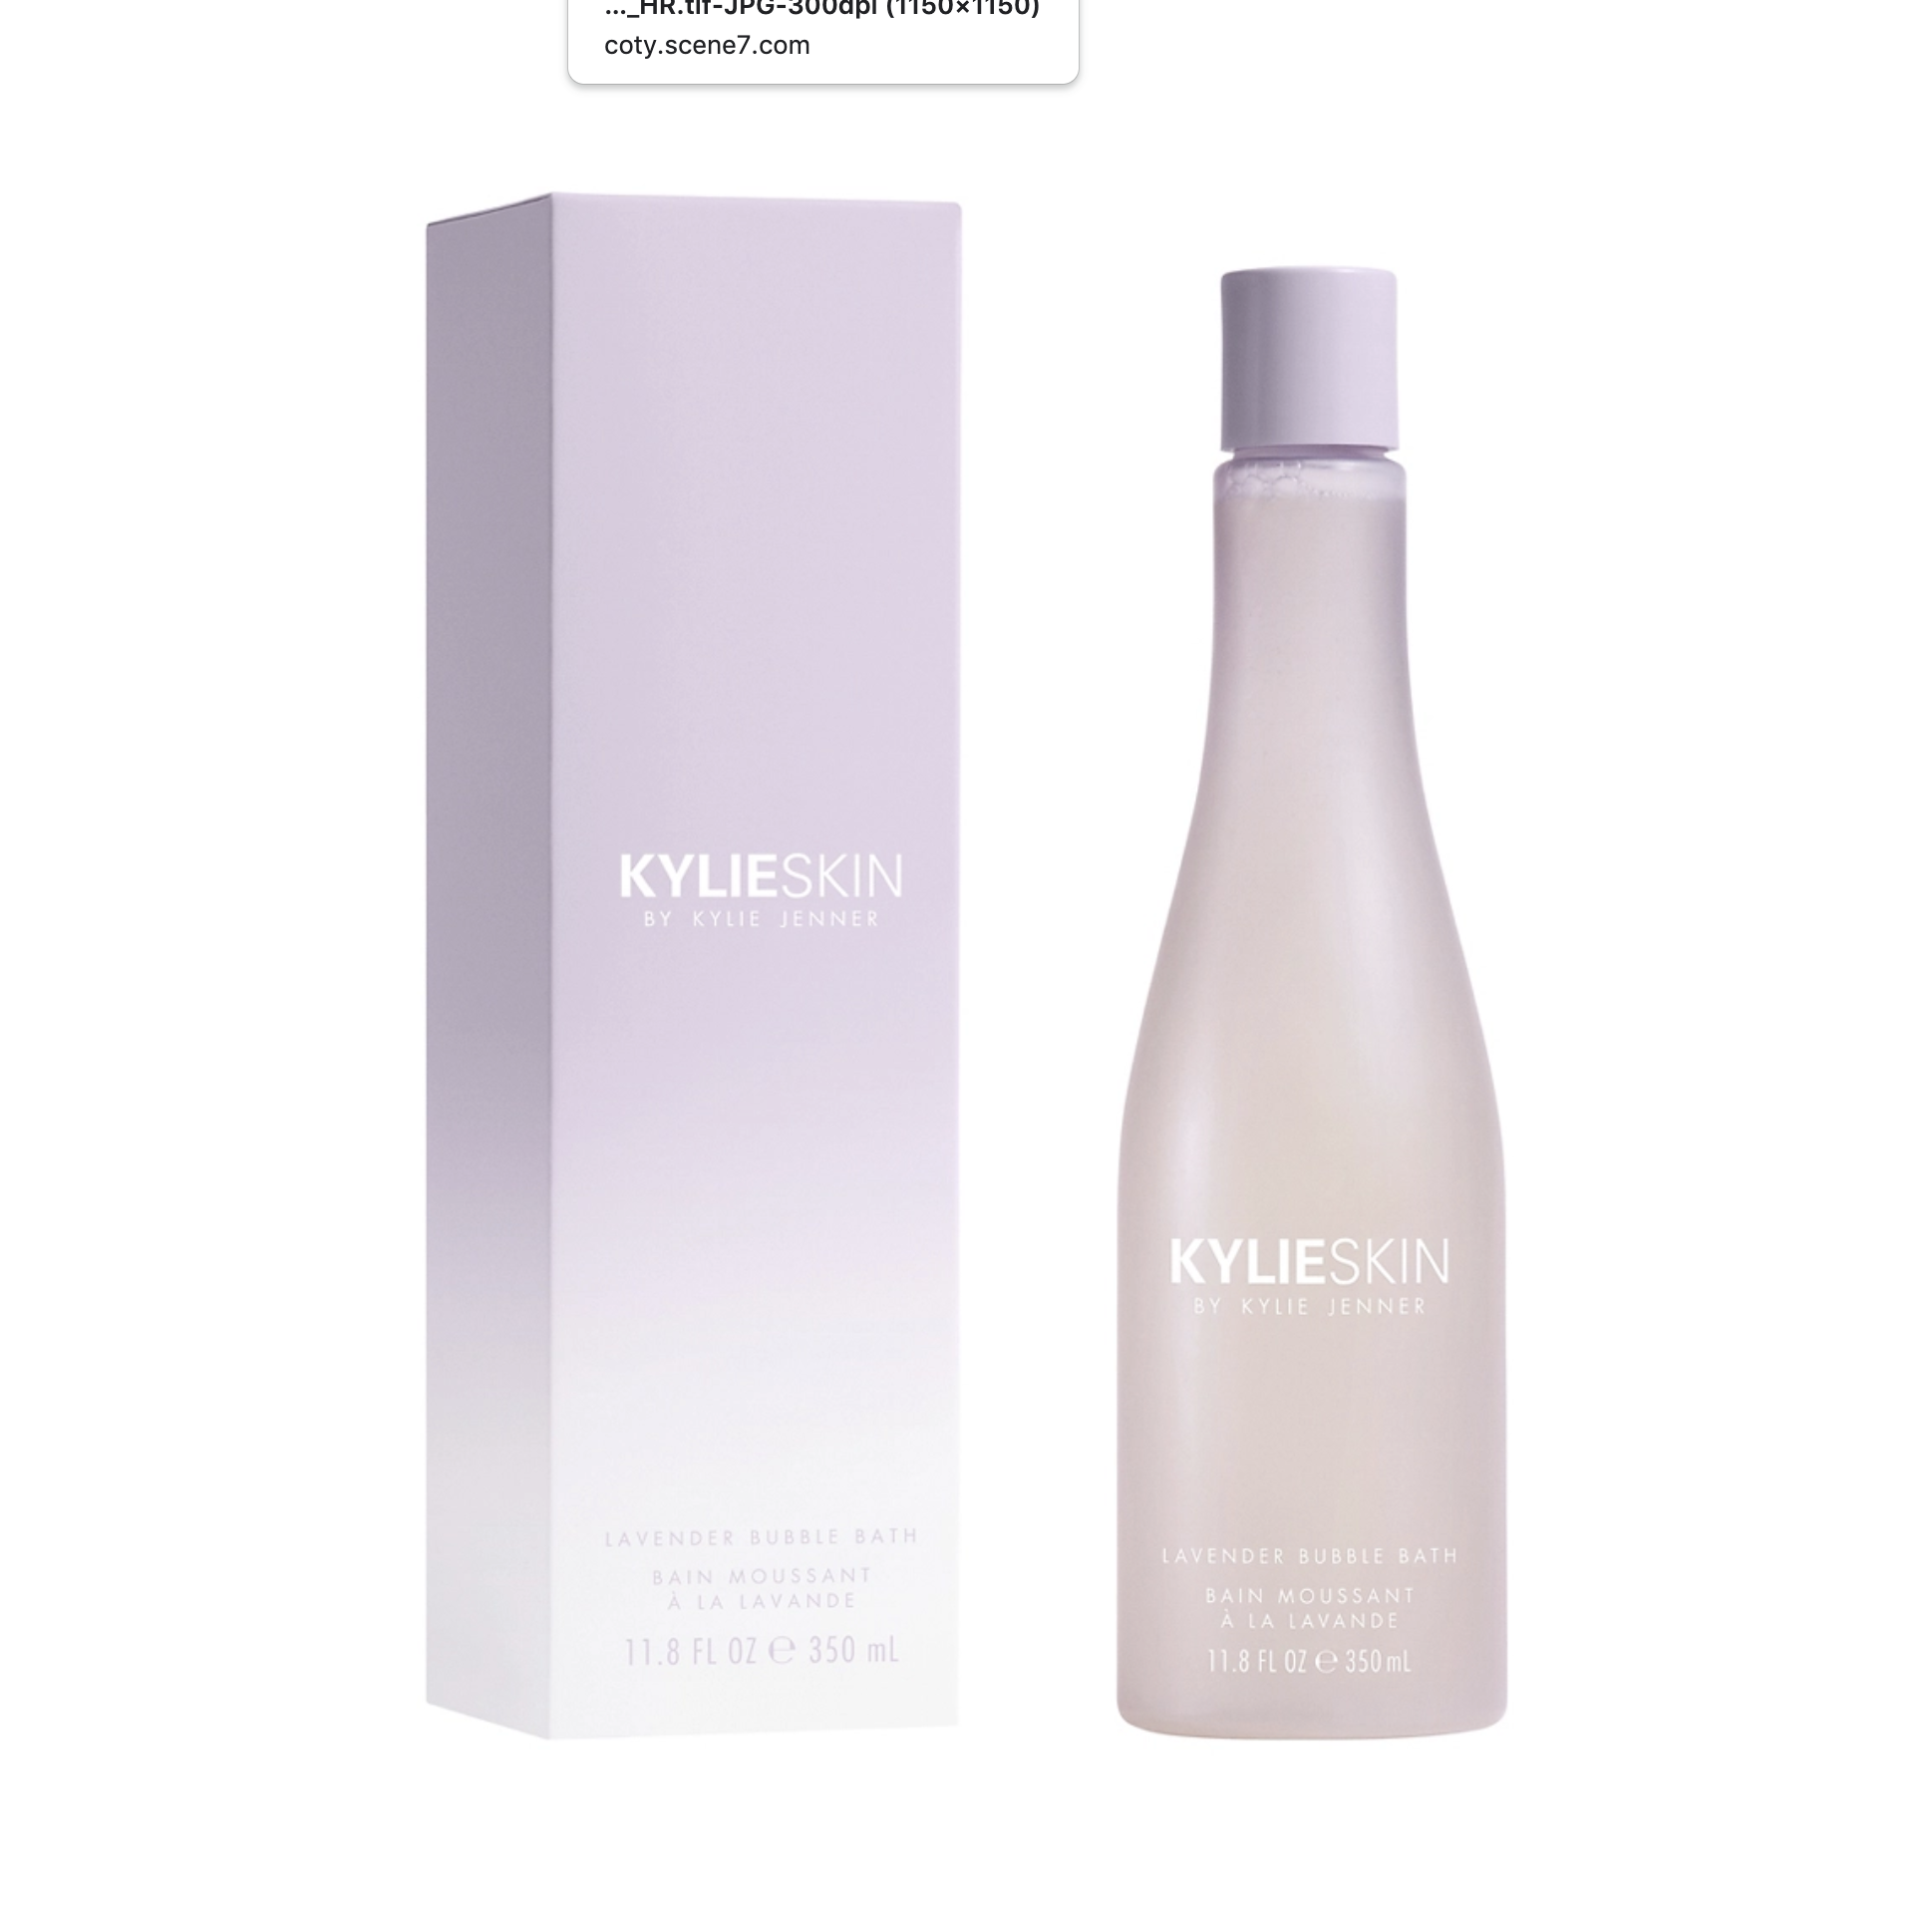 ..._HR.tif-JPG-300dpi (1150×1150)
coty.scene7.com
KYLIESKIN
BY KYLIE JENNER
LAVENDER BUBBLE BATH
BAIN MOUSSANT
À LA LAVANDE
11.8 FL OZ ℮ 350 mL
KYLIESKIN
BY KYLIE JENNER
LAVENDER BUBBLE BATH
BAIN MOUSSANT
À LA LAVANDE
11.8 FL OZ ℮ 350 mL